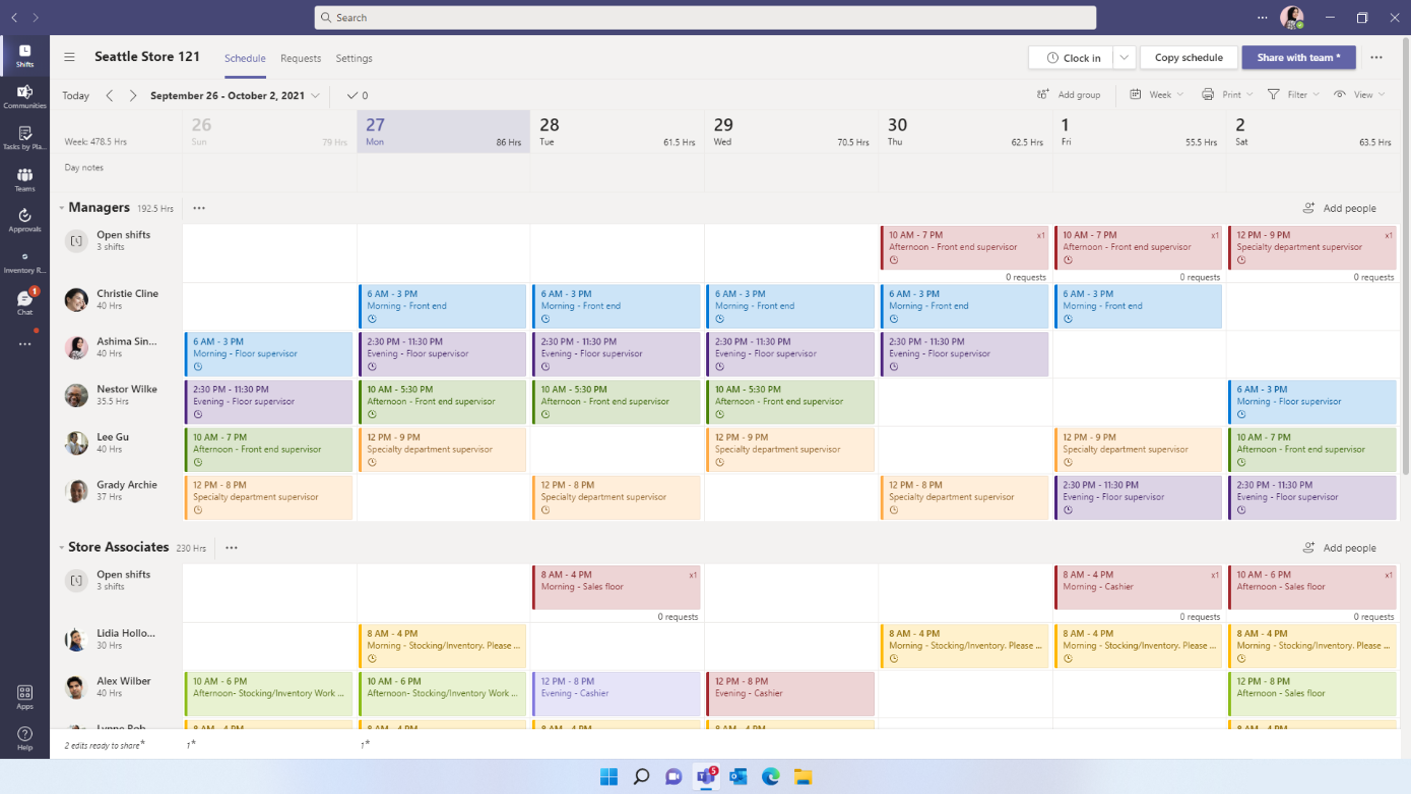 Search
Shifts
Communities
Tasks by Pla...
Teams
Approvals
Inventory R...
1
Chat
Apps
Help
Seattle Store 121
Schedule
Requests
Settings
Clock in
Copy schedule
Share with team *
Today
September 26 - October 2, 2021
0
Add group
Week
Print
Filter
View
Week: 478.5 Hrs
26
Sun
79 Hrs
27
Mon
86 Hrs
28
Tue
61.5 Hrs
29
Wed
70.5 Hrs
30
Thu
62.5 Hrs
1
Fri
55.5 Hrs
2
Sat
63.5 Hrs
Day notes
Managers 192.5 Hrs
Add people
Open shifts
3 shifts
10 AM - 7 PM x1
Afternoon - Front end supervisor
0 requests
10 AM - 7 PM x1
Afternoon - Front end supervisor
0 requests
12 PM - 9 PM x1
Specialty department supervisor
0 requests
Christie Cline
40 Hrs
6 AM - 3 PM
Morning - Front end
6 AM - 3 PM
Morning - Front end
6 AM - 3 PM
Morning - Front end
6 AM - 3 PM
Morning - Front end
6 AM - 3 PM
Morning - Front end
Ashima Sin...
40 Hrs
6 AM - 3 PM
Morning - Floor supervisor
2:30 PM - 11:30 PM
Evening - Floor supervisor
2:30 PM - 11:30 PM
Evening - Floor supervisor
2:30 PM - 11:30 PM
Evening - Floor supervisor
2:30 PM - 11:30 PM
Evening - Floor supervisor
Nestor Wilke
35.5 Hrs
2:30 PM - 11:30 PM
Evening - Floor supervisor
10 AM - 5:30 PM
Afternoon - Front end supervisor
10 AM - 5:30 PM
Afternoon - Front end supervisor
10 AM - 5:30 PM
Afternoon - Front end supervisor
6 AM - 3 PM
Morning - Floor supervisor
Lee Gu
40 Hrs
10 AM - 7 PM
Afternoon - Front end supervisor
12 PM - 9 PM
Specialty department supervisor
12 PM - 9 PM
Specialty department supervisor
12 PM - 9 PM
Specialty department supervisor
10 AM - 7 PM
Afternoon - Front end supervisor
Grady Archie
37 Hrs
12 PM - 8 PM
Specialty department supervisor
12 PM - 8 PM
Specialty department supervisor
12 PM - 8 PM
Specialty department supervisor
2:30 PM - 11:30 PM
Evening - Floor supervisor
2:30 PM - 11:30 PM
Evening - Floor supervisor
Store Associates 230 Hrs
Add people
Open shifts
3 shifts
8 AM - 4 PM x1
Morning - Sales floor
0 requests
8 AM - 4 PM x1
Morning - Cashier
0 requests
10 AM - 6 PM x1
Afternoon - Sales floor
0 requests
Lidia Hollo...
30 Hrs
8 AM - 4 PM
Morning - Stocking/Inventory. Please ...
8 AM - 4 PM
Morning - Stocking/Inventory. Please ...
8 AM - 4 PM
Morning - Stocking/Inventory. Please ...
8 AM - 4 PM
Morning - Stocking/Inventory. Please ...
Alex Wilber
40 Hrs
10 AM - 6 PM
Afternoon- Stocking/Inventory Work ...
10 AM - 6 PM
Afternoon- Stocking/Inventory Work ...
12 PM - 8 PM
Evening - Cashier
12 PM - 8 PM
Evening - Cashier
12 PM - 8 PM
Afternoon - Sales floor
8 AM - 4 PM
8 AM - 4 PM
8 AM - 4 PM
8 AM - 4 PM
8 AM - 4 PM
2 edits ready to share*
1*
1*
5